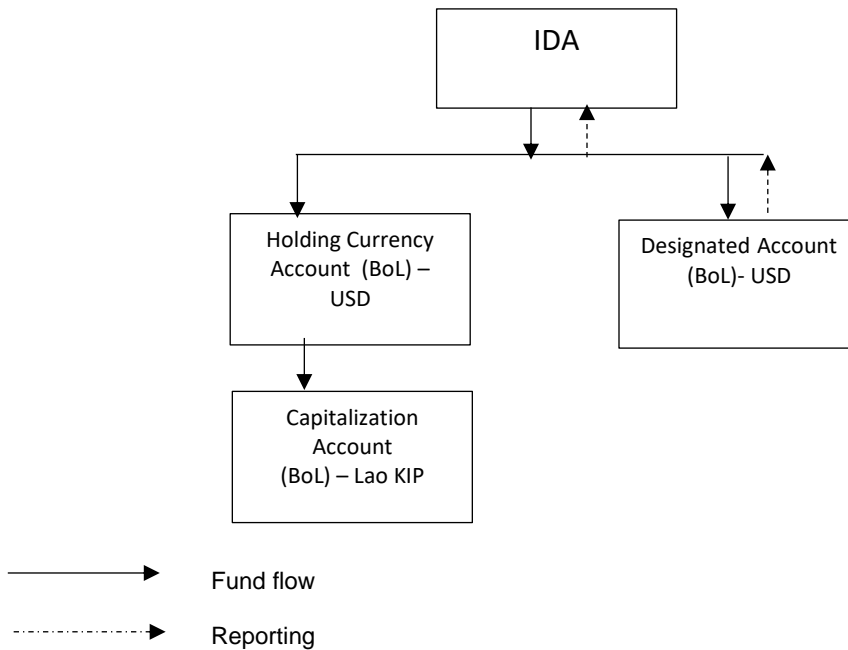 IDA
Holding Currency
Account (BoL) –
USD
Designated Account
(BoL)- USD
Capitalization
Account
(BoL) – Lao KIP
Fund flow
Reporting